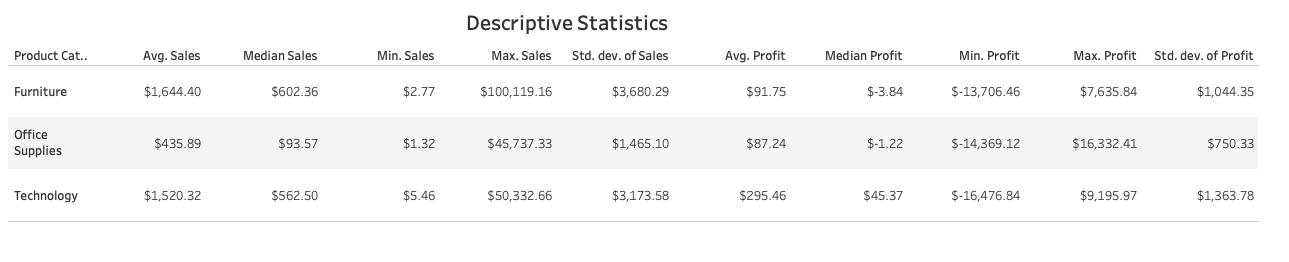 Descriptive Statistics
Product Cat.. Avg. Sales Median Sales Min. Sales Max. Sales Std. dev. of Sales Avg. Profit Median Profit Min. Profit Max. Profit Std. dev. of Profit
Furniture $1,644.40 $602.36 $2.77 $100,119.16 $3,680.29 $91.75 $-3.84 $-13,706.46 $7,635.84 $1,044.35
Office
Supplies $435.89 $93.57 $1.32 $45,737.33 $1,465.10 $87.24 $-1.22 $-14,369.12 $16,332.41 $750.33
Technology $1,520.32 $562.50 $5.46 $50,332.66 $3,173.58 $295.46 $45.37 $-16,476.84 $9,195.97 $1,363.78